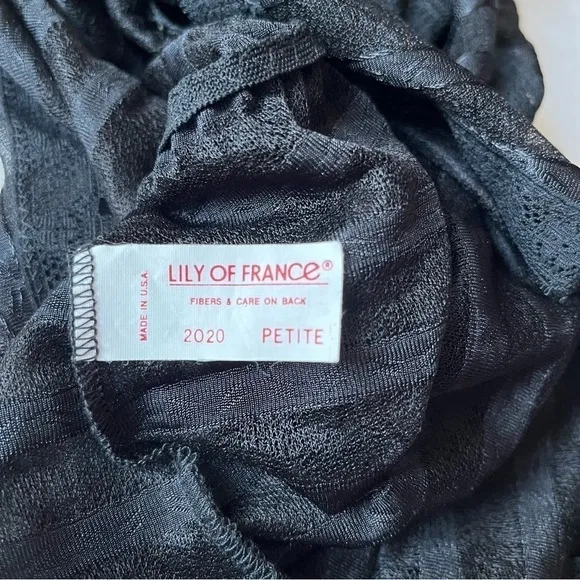 MADE IN U.S.A.
LILY OF FRANCE®
FIBERS & CARE ON BACK
2020 PETITE